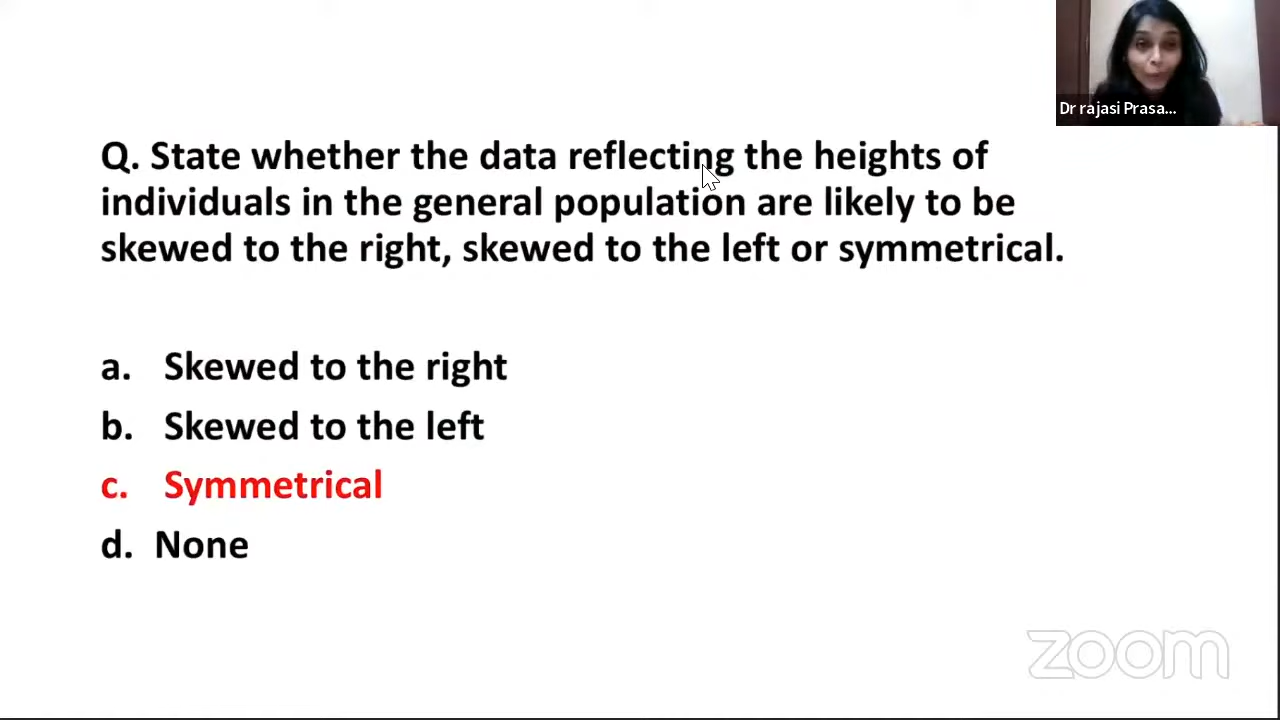 Dr rajasi Prasa...
Q. State whether the data reflecting the heights of
individuals in the general population are likely to be
skewed to the right, skewed to the left or symmetrical.
a. Skewed to the right
b. Skewed to the left
c. Symmetrical
d. None
zoom